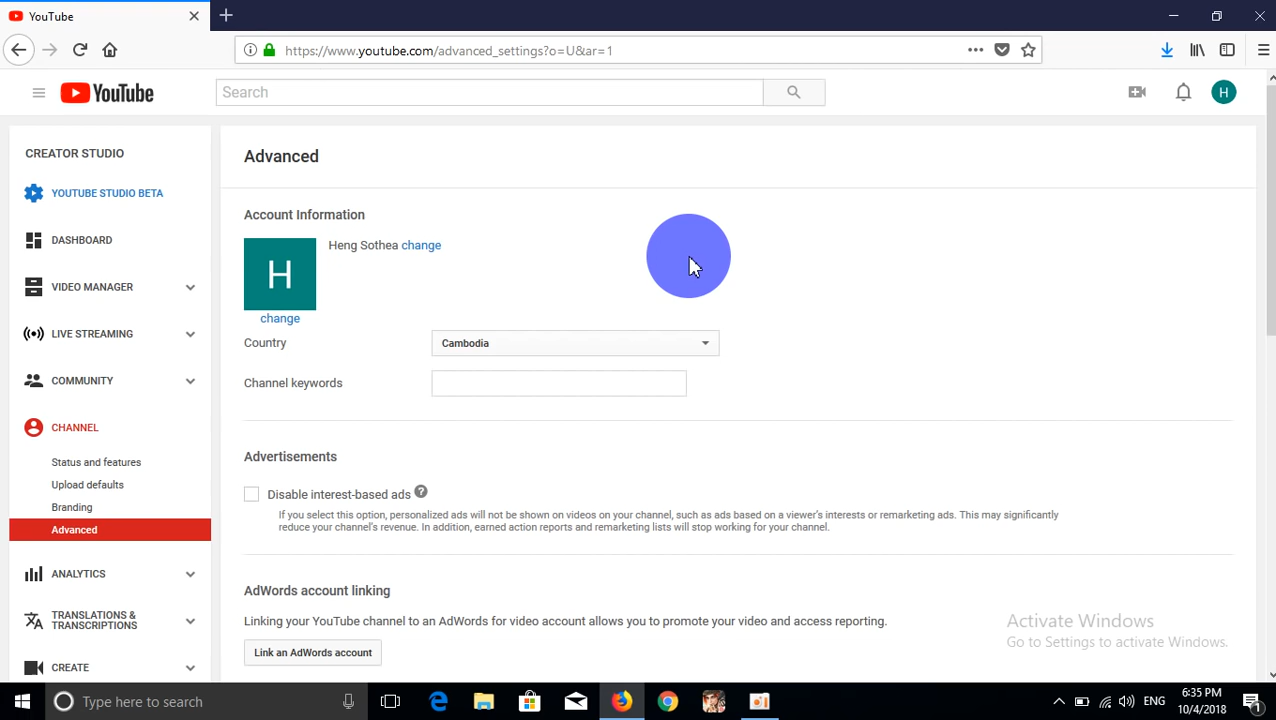 YouTube
https://www.youtube.com/advanced_settings?o=U&ar=1
YouTube
Search
H
CREATOR STUDIO
YOUTUBE STUDIO BETA
DASHBOARD
VIDEO MANAGER
LIVE STREAMING
COMMUNITY
CHANNEL
Status and features
Upload defaults
Branding
Advanced
ANALYTICS
TRANSLATIONS &
TRANSCRIPTIONS
CREATE
Advanced
Account Information
H
Heng Sothea change
change
Country
Cambodia
Channel keywords
Advertisements
Disable interest-based ads ?
If you select this option, personalized ads will not be shown on videos on your channel, such as ads based on a viewer's interests or remarketing ads. This may significantly
reduce your channel's revenue. In addition, earned action reports and remarketing lists will stop working for your channel.
AdWords account linking
Linking your YouTube channel to an AdWords for video account allows you to promote your video and access reporting.
Link an AdWords account
Activate Windows
Go to Settings to activate Windows.
Type here to search
ENG
6:35 PM
10/4/2018
1